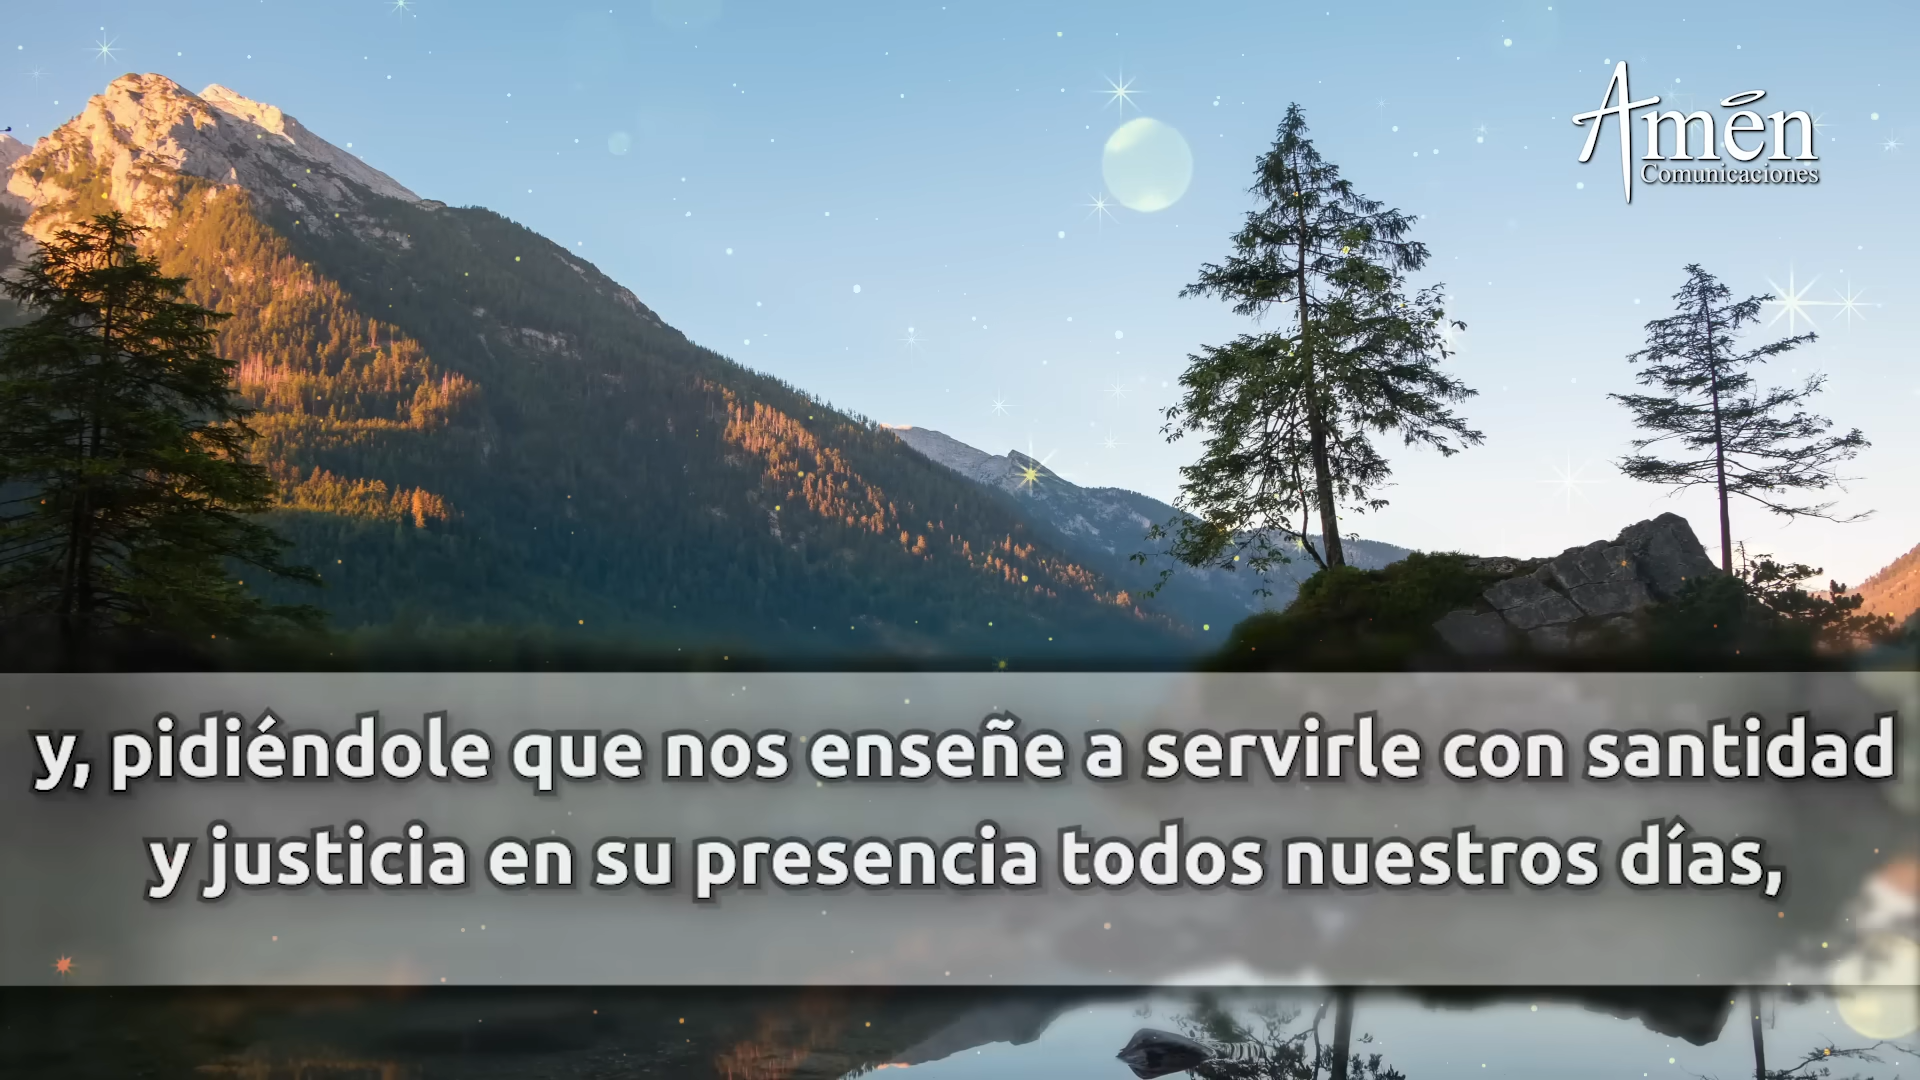 Amén
Comunicaciones
y, pidiéndole que nos enseñe a servirle con santidad
y justicia en su presencia todos nuestros días,